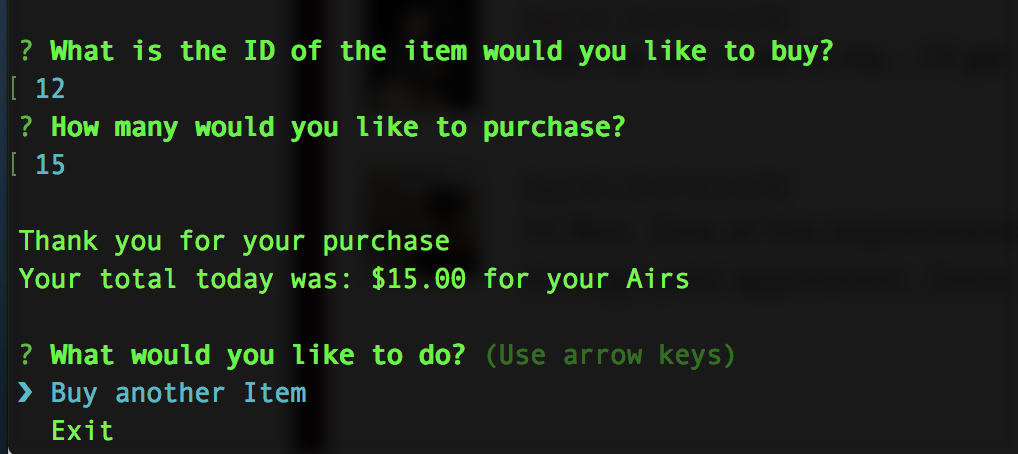 ? What is the ID of the item would you like to buy?
[ 12
? How many would you like to purchase?
[ 15
Thank you for your purchase
Your total today was: $15.00 for your Airs
? What would you like to do? (Use arrow keys)
❯ Buy another Item
Exit